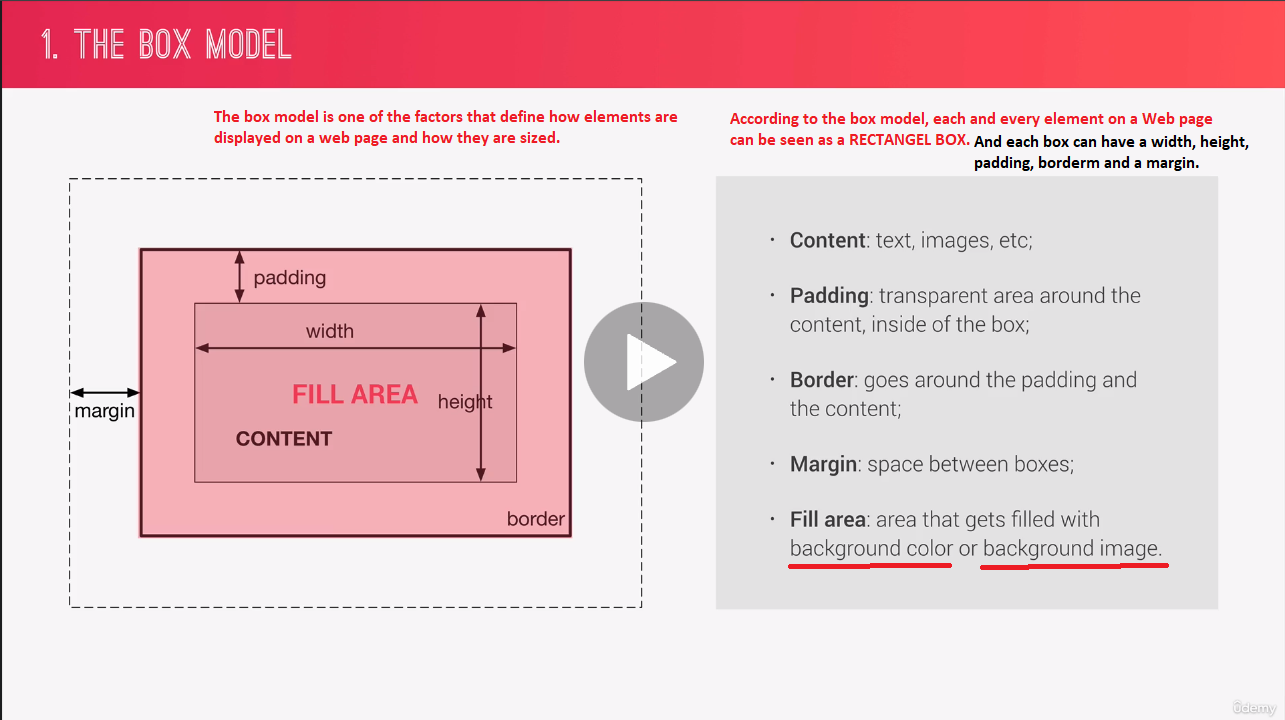 1. THE BOX MODEL
The box model is one of the factors that define how elements are
displayed on a web page and how they are sized.
According to the box model, each and every element on a Web page
can be seen as a RECTANGEL BOX. And each box can have a width, height,
padding, borderm and a margin.
padding
width
FILL AREA
height
margin
CONTENT
border
· Content: text, images, etc;
· Padding: transparent area around the
content, inside of the box;
· Border: goes around the padding and
the content;
· Margin: space between boxes;
· Fill area: area that gets filled with
background color or background image.
ûdemy